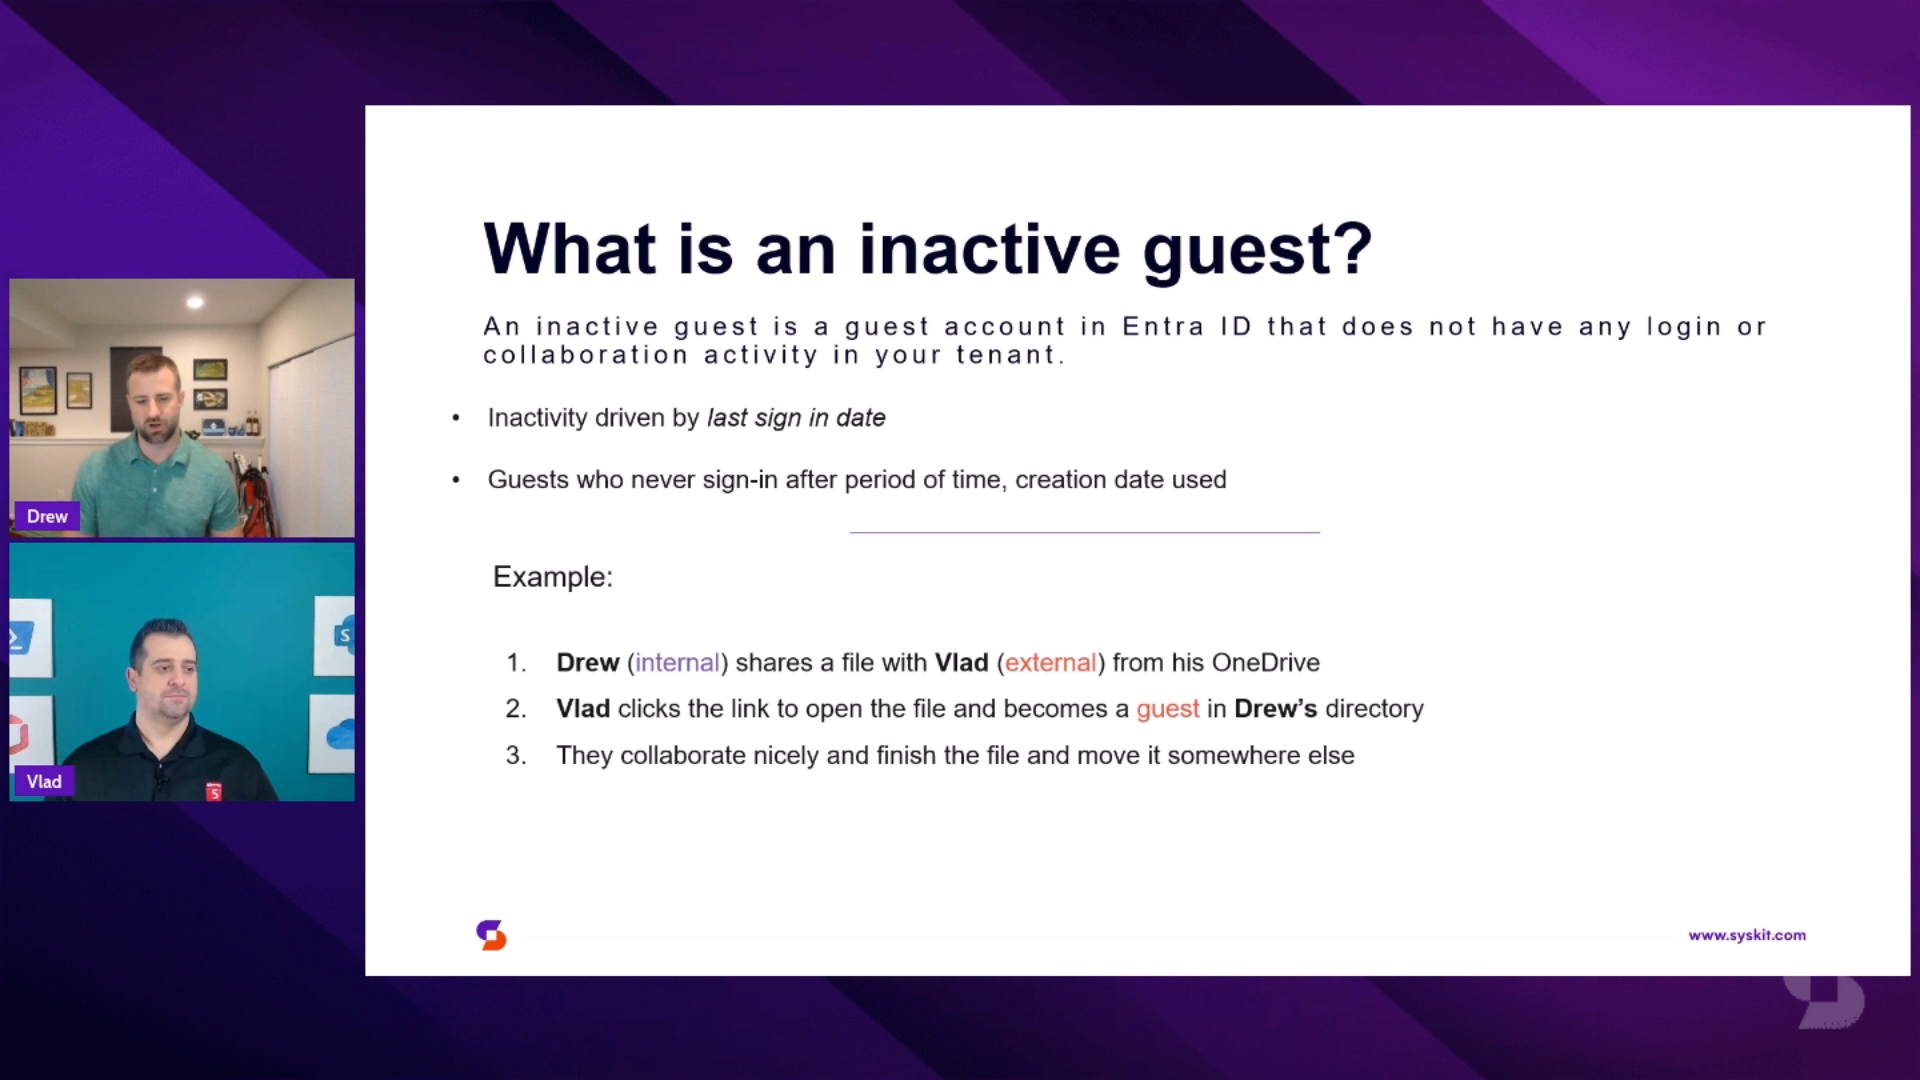 What is an inactive guest?
An inactive guest is a guest account in Entra ID that does not have any login or
collaboration activity in your tenant.
• Inactivity driven by last sign in date
• Guests who never sign-in after period of time, creation date used
Example:
1. Drew (internal) shares a file with Vlad (external) from his OneDrive
2. Vlad clicks the link to open the file and becomes a guest in Drew’s directory
3. They collaborate nicely and finish the file and move it somewhere else
www.syskit.com
Drew
Vlad
S
S